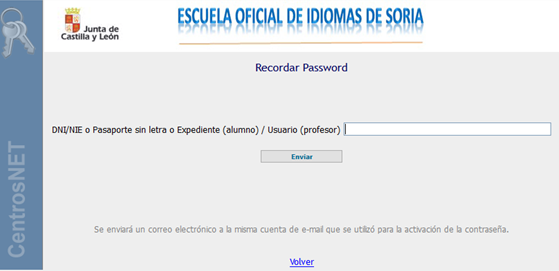 Junta de
Castilla y León
ESCUELA OFICIAL DE IDIOMAS DE SORIA
Recordar Password
DNI/NIE o Pasaporte sin letra o Expediente (alumno) / Usuario (profesor)
Enviar
Se enviará un correo electrónico a la misma cuenta de e-mail que se utilizó para la activación de la contraseña.
Volver
CentrosNET